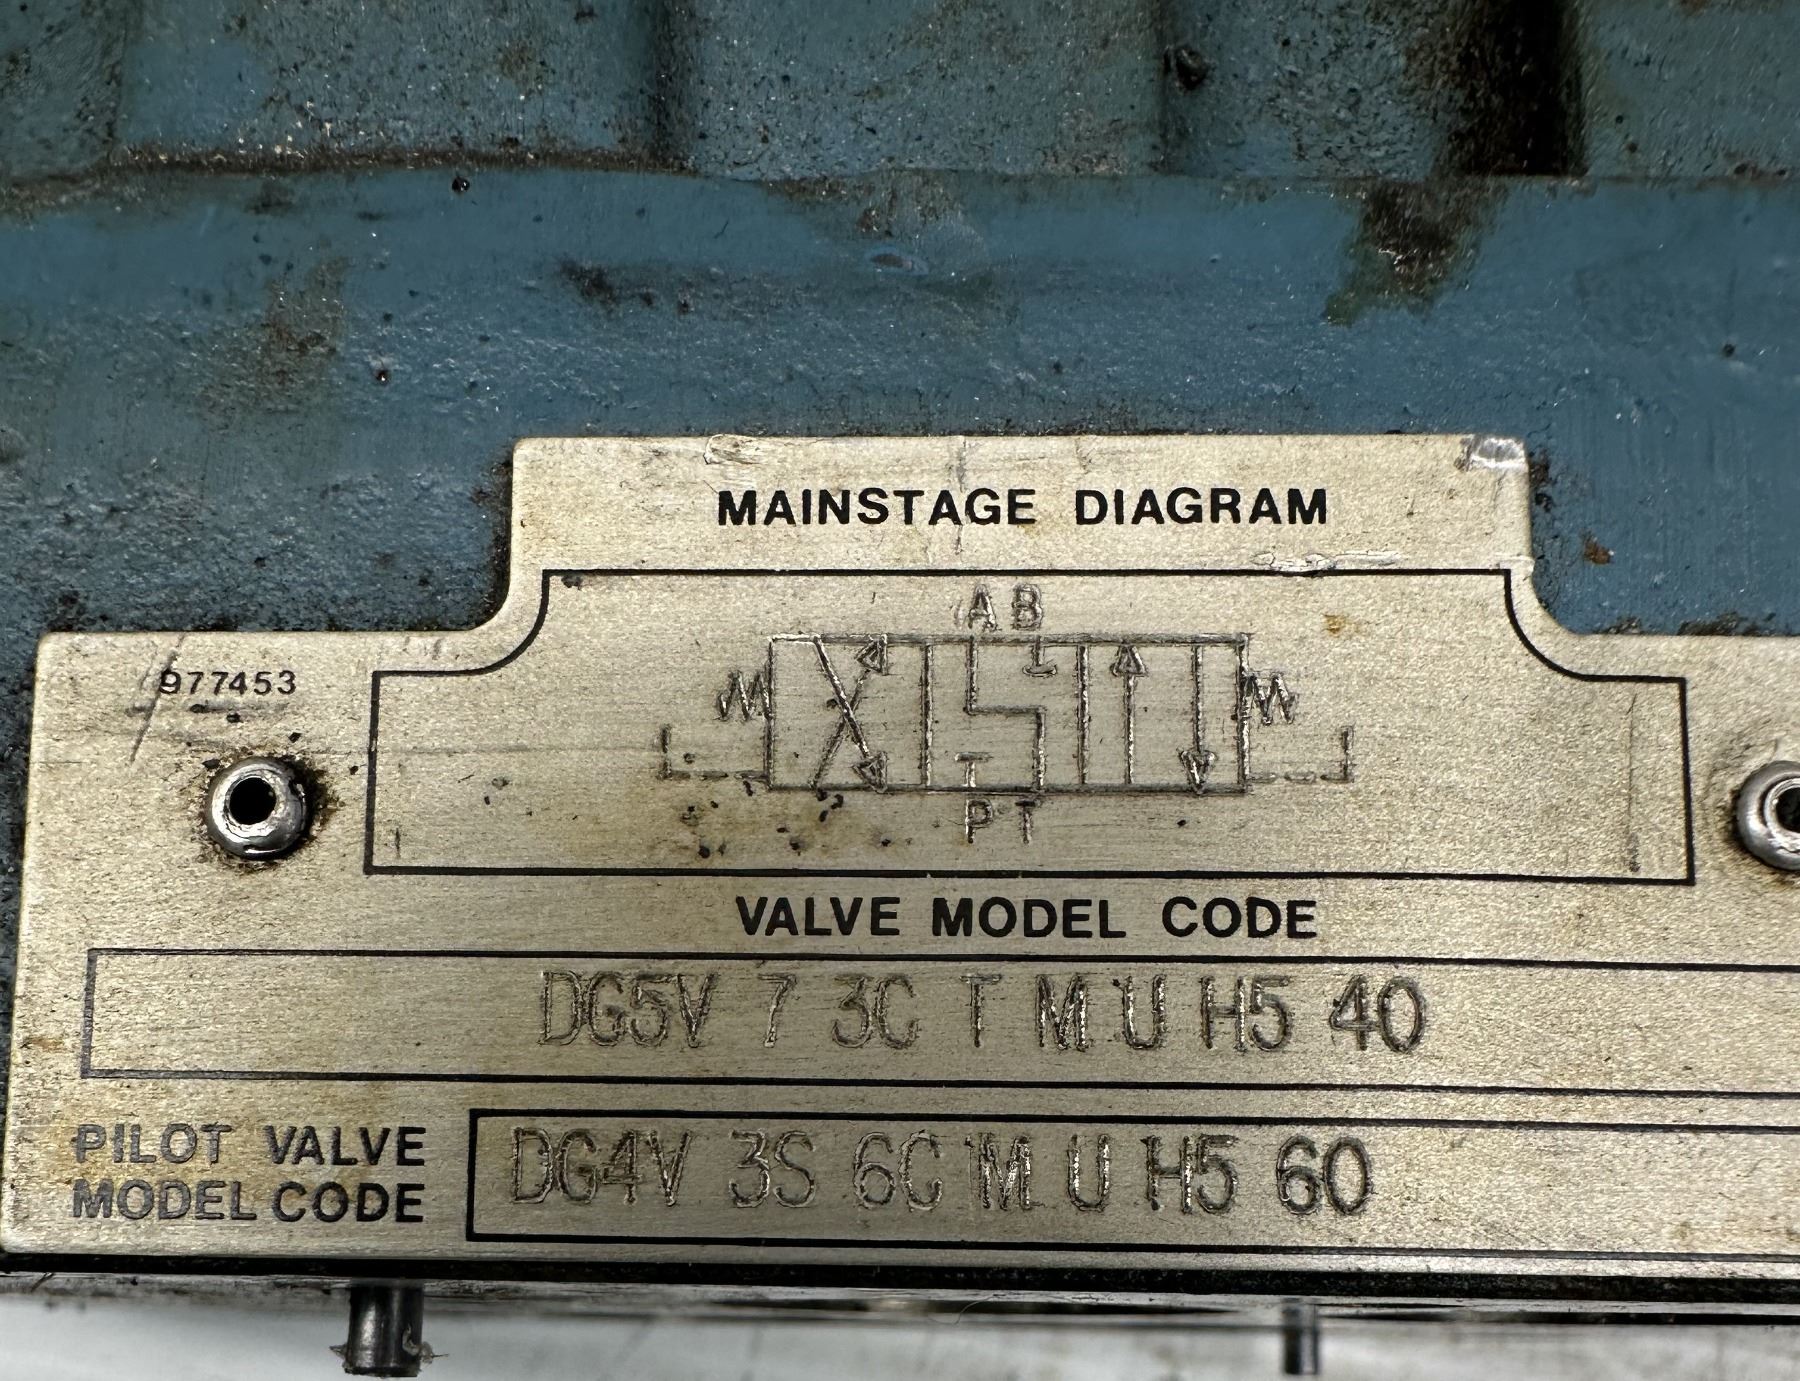 MAINSTAGE DIAGRAM
A B
977453
P T
VALVE MODEL CODE
DG5V 7 3C T M U H5 40
PILOT VALVE
MODEL CODE
DG4V 3S 6C M U H5 60